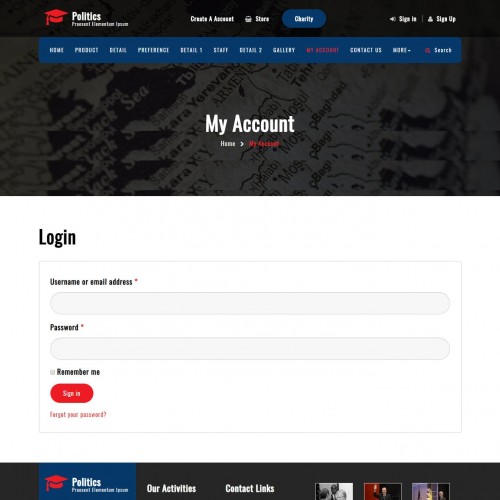 Politics
Praesent Elementum Ipsum
Create A Account
Store
Charity
Sign in
Sign Up
HOME PRODUCT DETAIL PREFERENCE DETAIL 1 STAFF DETAIL 2 GALLERY MY ACCOUNT CONTACT US MORE Search
My Account
Home > My Account
Login
Username or email address *
Password *
Remember me
Sign in
Forgot your password?
Politics
Praesent Elementum Ipsum
Our Activities
Contact Links